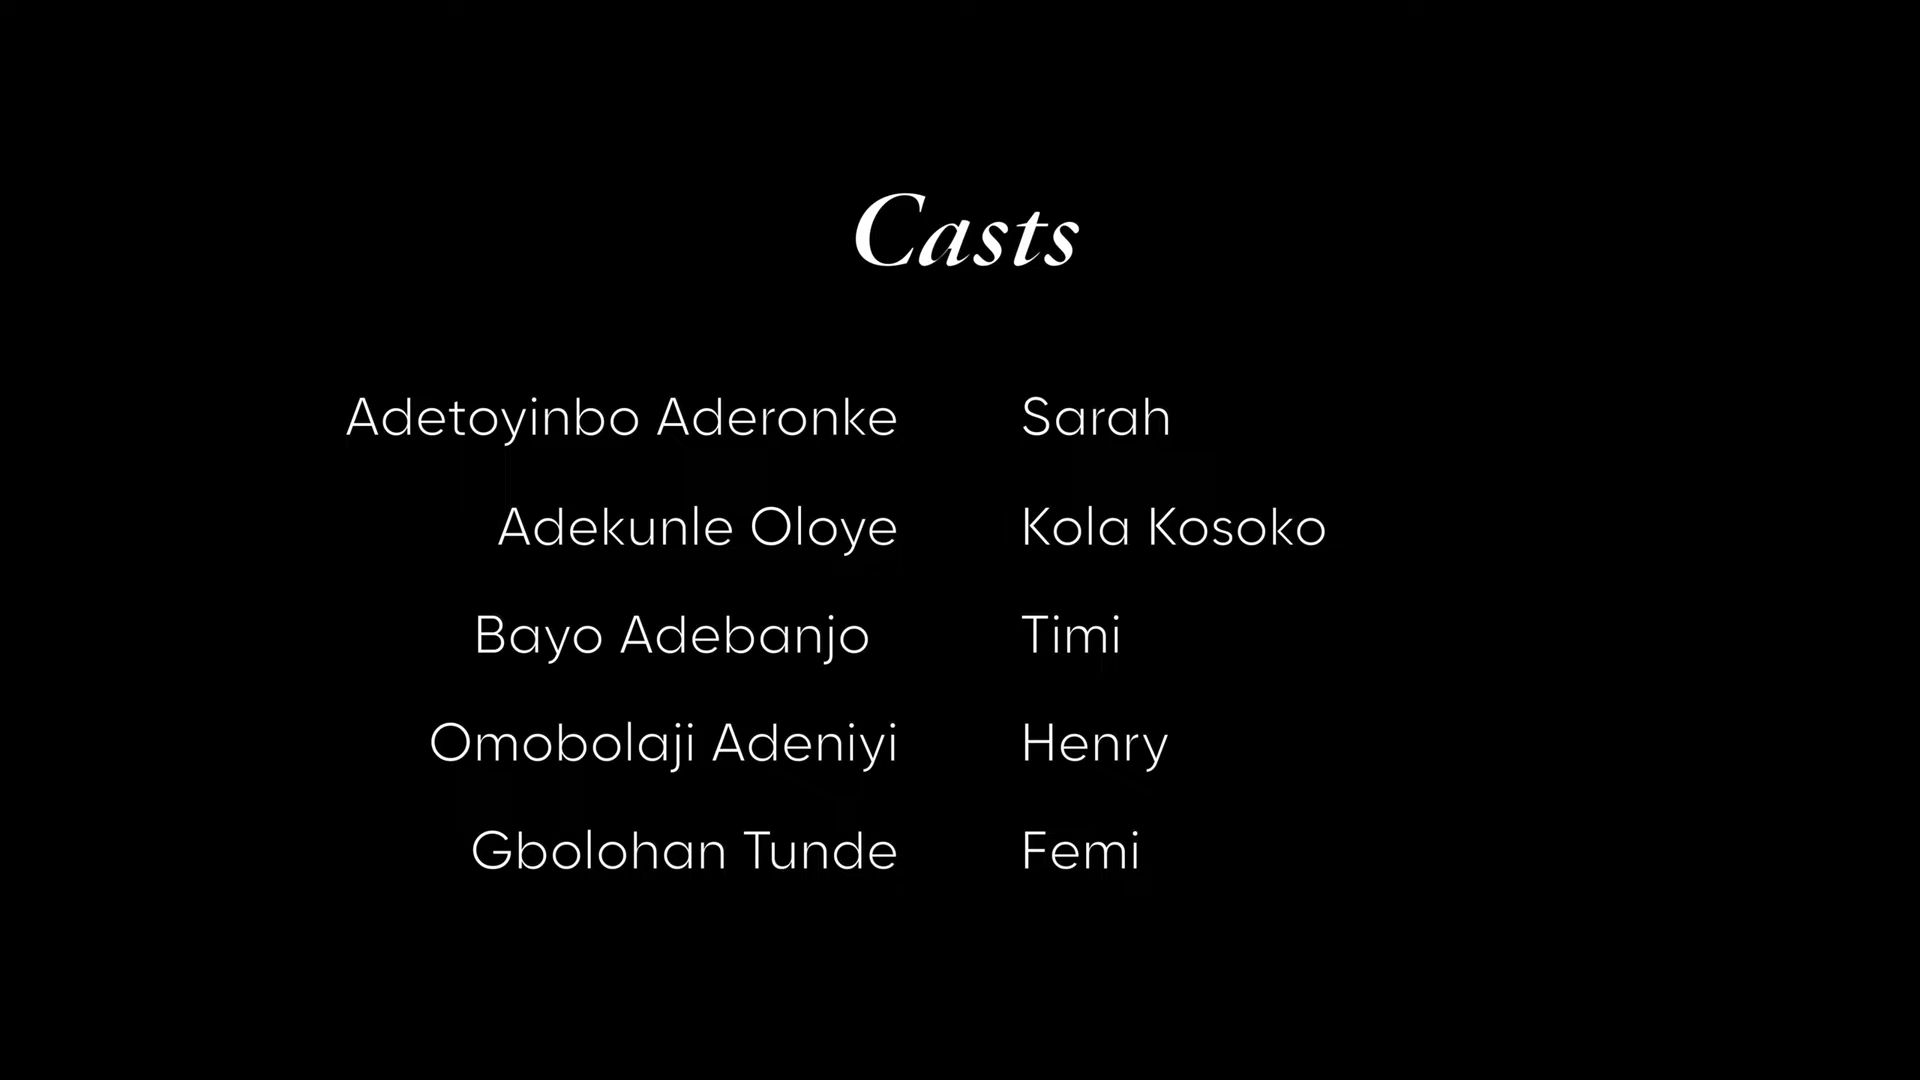 Casts
Adetoyinbo Aderonke Sarah
Adekunle Oloye Kola Kosoko
Bayo Adebanjo Timi
Omobolaji Adeniyi Henry
Gbolohan Tunde Femi